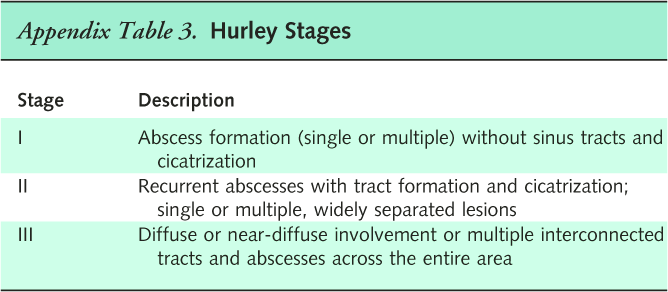 Appendix Table 3. Hurley Stages
Stage Description
I Abscess formation (single or multiple) without sinus tracts and
cicatrization
II Recurrent abscesses with tract formation and cicatrization;
single or multiple, widely separated lesions
III Diffuse or near-diffuse involvement or multiple interconnected
tracts and abscesses across the entire area